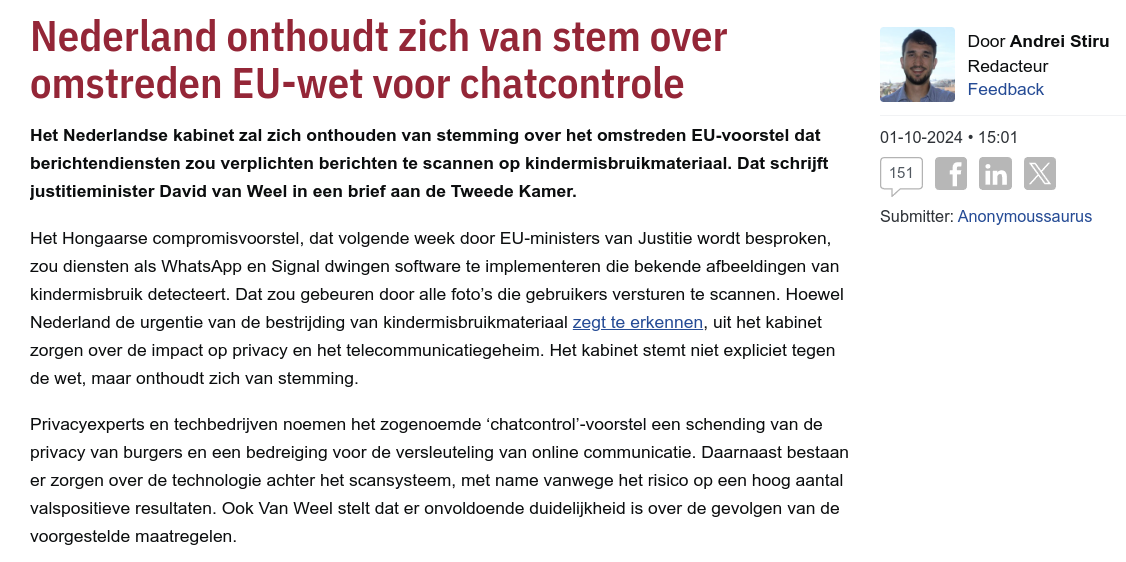 Nederland onthoudt zich van stem over
omstreden EU-wet voor chatcontrole
Het Nederlandse kabinet zal zich onthouden van stemming over het omstreden EU-voorstel dat
berichtendiensten zou verplichten berichten te scannen op kindermisbruikmateriaal. Dat schrijft
justitieminister David van Weel in een brief aan de Tweede Kamer.
Het Hongaarse compromisvoorstel, dat volgende week door EU-ministers van Justitie wordt besproken,
zou diensten als WhatsApp en Signal dwingen software te implementeren die bekende afbeeldingen van
kindermisbruik detecteert. Dat zou gebeuren door alle foto’s die gebruikers versturen te scannen. Hoewel
Nederland de urgentie van de bestrijding van kindermisbruikmateriaal zegt te erkennen, uit het kabinet
zorgen over de impact op privacy en het telecommunicatiegeheim. Het kabinet stemt niet expliciet tegen
de wet, maar onthoudt zich van stemming.
Privacyexperts en techbedrijven noemen het zogenoemde ‘chatcontrol’-voorstel een schending van de
privacy van burgers en een bedreiging voor de versleuteling van online communicatie. Daarnaast bestaan
er zorgen over de technologie achter het scansysteem, met name vanwege het risico op een hoog aantal
valspositieve resultaten. Ook Van Weel stelt dat er onvoldoende duidelijkheid is over de gevolgen van de
voorgestelde maatregelen.
Door Andrei Stiru
Redacteur
Feedback
01-10-2024 • 15:01
151
Submitter: Anonymoussaurus